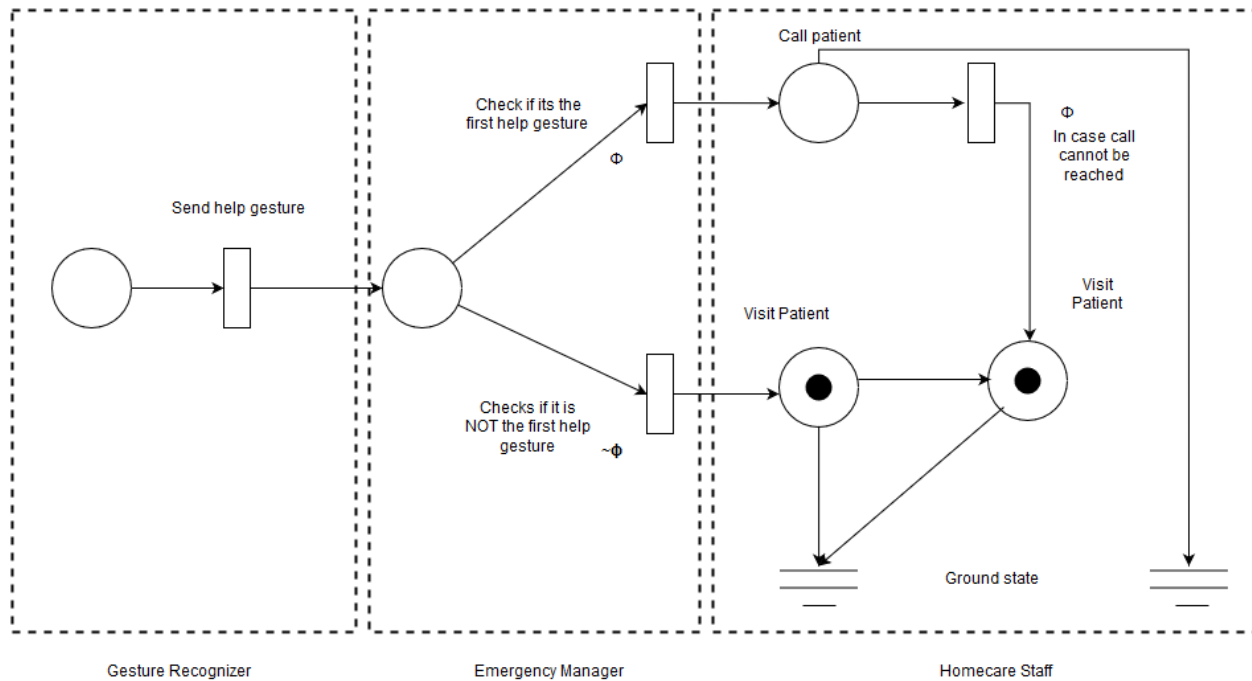 Call patient
Check if its the
first help gesture
Φ
Φ
In case call
cannot be
reached
Send help gesture
Visit
Patient
Visit Patient
Checks if it is
NOT the first help
gesture
~Φ
Ground state
Gesture Recognizer
Emergency Manager
Homecare Staff